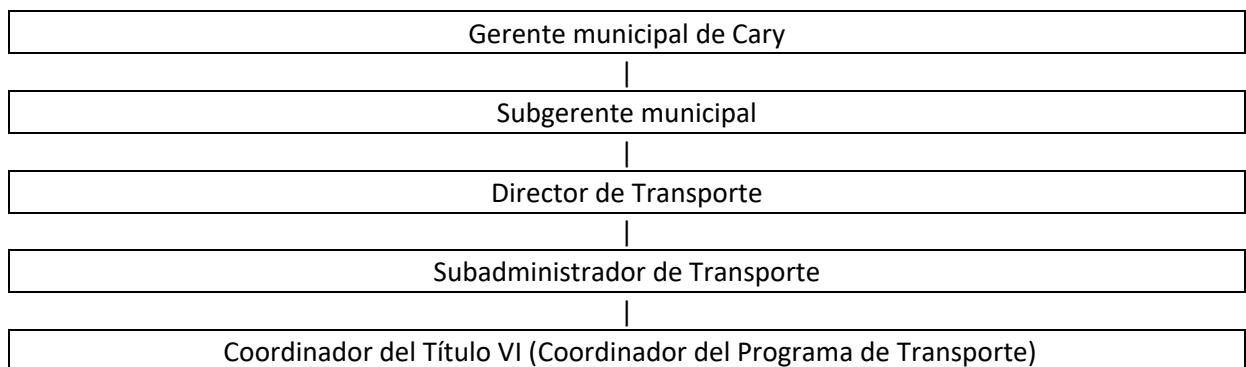 Gerente municipal de Cary
Subgerente municipal
Director de Transporte
Subadministrador de Transporte
Coordinador del Título VI (Coordinador del Programa de Transporte)